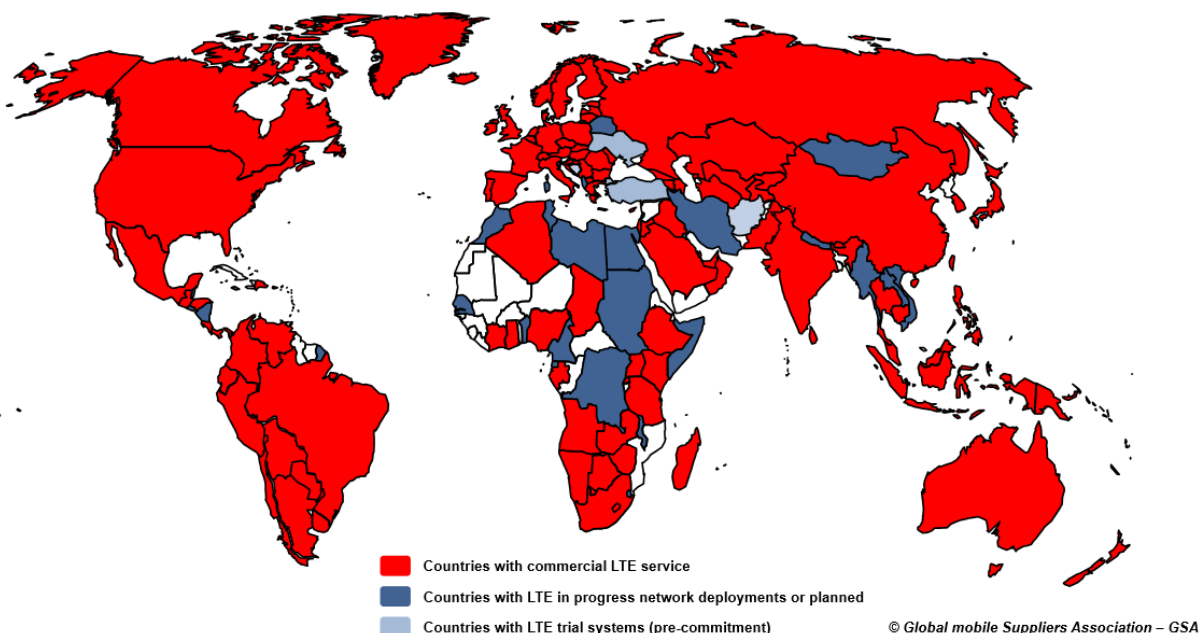 Countries with commercial LTE service
Countries with LTE in progress network deployments or planned
Countries with LTE trial systems (pre-commitment)
© Global mobile Suppliers Association – GSA